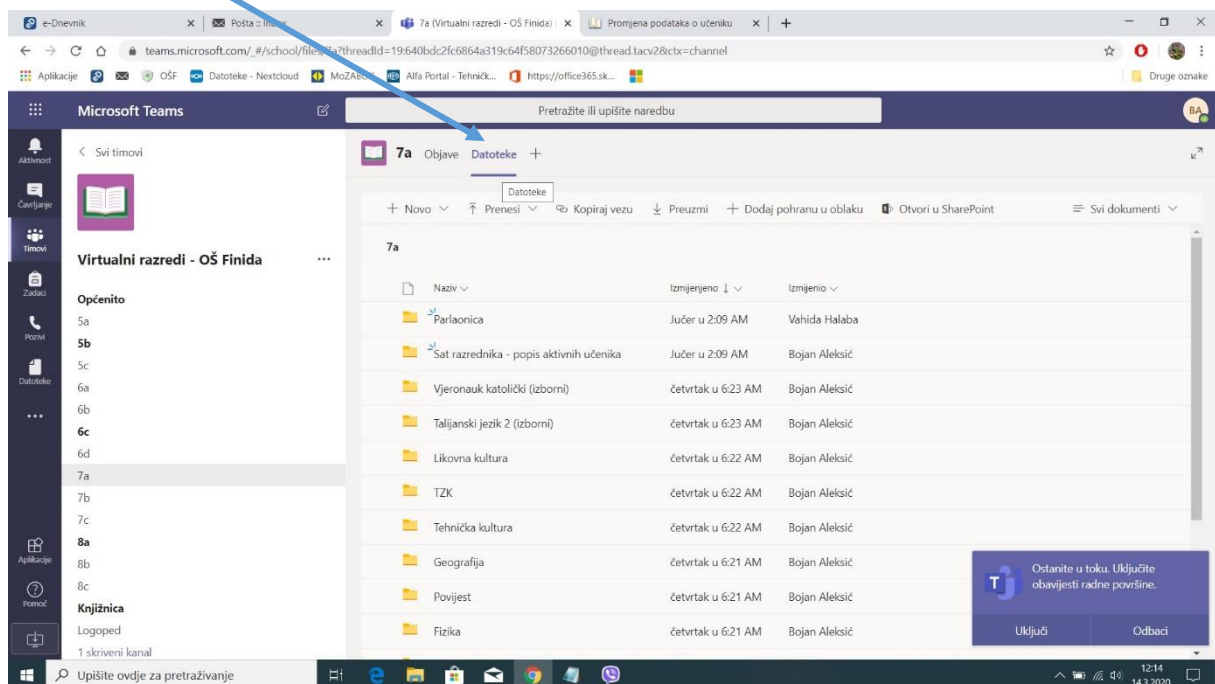 e-Dnevnik
Pošta :: Inbox
7a (Virtualni razredi - OŠ Finida)
Promjena podataka o učeniku
teams.microsoft.com/_#/school/files/7a?threadId=19:640bdc2fc6864a319c64f58073266010@thread.tacv2&ctx=channel
Aplikacije
OŠF
Datoteke - Nextcloud
Alfa Portal - Tehničk...
https://office365.sk...
Druge oznake
Microsoft Teams
Pretražite ili upišite naredbu
BA
Aktivnost
Čavrljanje
Timovi
Zadaci
Pozivi
Datoteke
Aplikacije
Pomoć
Svi timovi
Virtualni razredi - OŠ Finida
Općenito
5a
5b
5c
6a
6b
6c
6d
7a
7b
7c
8a
8b
8c
Knjižnica
Logoped
1 skriveni kanal
7a Objave Datoteke
Datoteke
Novo Prenesi Kopiraj vezu Preuzmi Dodaj pohranu u oblaku Otvori u SharePoint Svi dokumenti
7a
Naziv Izmijenjeno Izmijenio
Parlaonica Jučer u 2:09 AM Vahida Halaba
Sat razrednika - popis aktivnih učenika Jučer u 2:09 AM Bojan Aleksić
Vjeronauk katolički (izborni) četvrtak u 6:23 AM Bojan Aleksić
Talijanski jezik 2 (izborni) četvrtak u 6:23 AM Bojan Aleksić
Likovna kultura četvrtak u 6:22 AM Bojan Aleksić
TZK četvrtak u 6:22 AM Bojan Aleksić
Tehnička kultura četvrtak u 6:22 AM Bojan Aleksić
Geografija četvrtak u 6:21 AM Bojan Aleksić
Povijest četvrtak u 6:21 AM Bojan Aleksić
Fizika četvrtak u 6:21 AM Bojan Aleksić
Ostanite u toku. Uključite
obavijesti radne površine.
Uključi Odbaci
Upišite ovdje za pretraživanje
12:14
14.3.2020